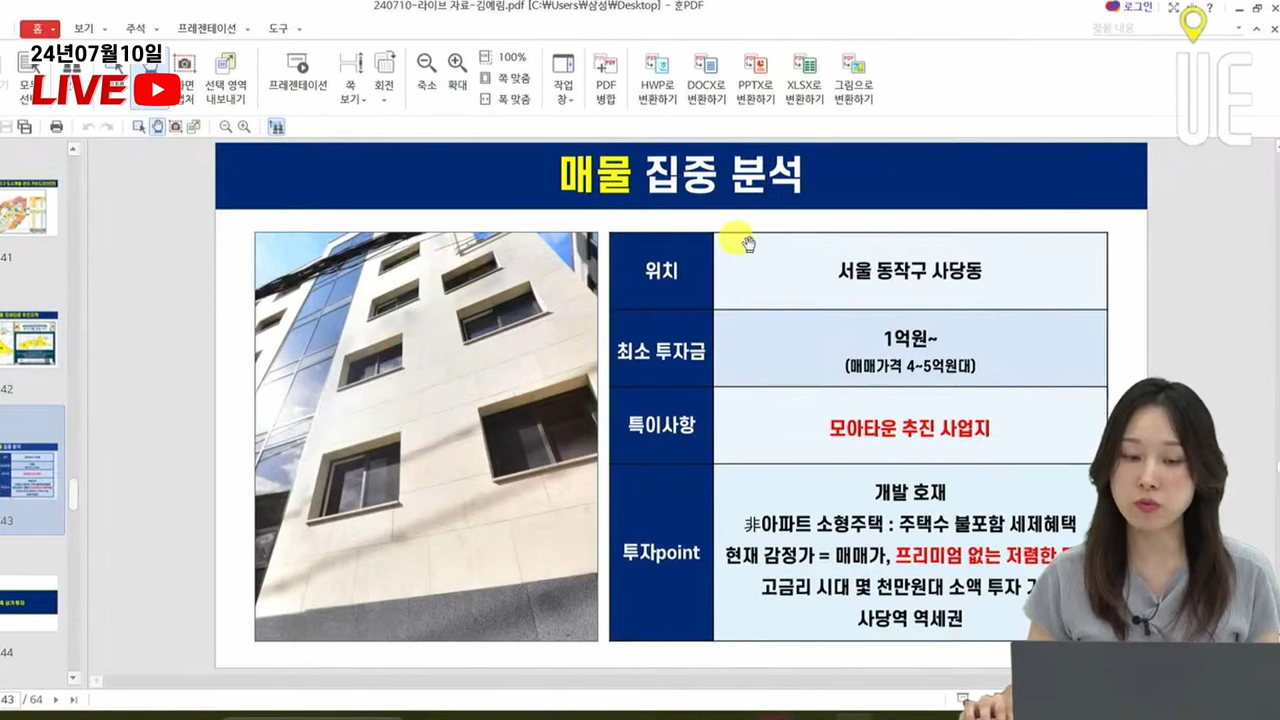 240710-라이브 자료-김예림.pdf [C:₩Users₩삼성₩Desktop] - 훈PDF
로그인
홈
보기
주석
프레젠테이션
도구
찾을 내용
24년07월10일
LIVE
UE
프레젠테이션
쪽
보기
회전
축소
확대
100%
쪽 맞춤
폭 맞춤
작업
창
PDF
병합
HWP로
변환하기
DOCX로
변환하기
PPTX로
변환하기
XLSX로
변환하기
그림으로
변환하기
선택 영역
내보내기
41
42
43
44
매물 집중 분석
위치
서울 동작구 사당동
최소 투자금
1억원~
(매매가격 4~5억원대)
특이사항
모아타운 추진 사업지
투자point
개발 호재
非아파트 소형주택 : 주택수 불포함 세제혜택
현재 감정가 = 매매가, 프리미엄 없는 저렴한
고금리 시대 몇 천만원대 소액 투자
사당역 역세권
43 / 64